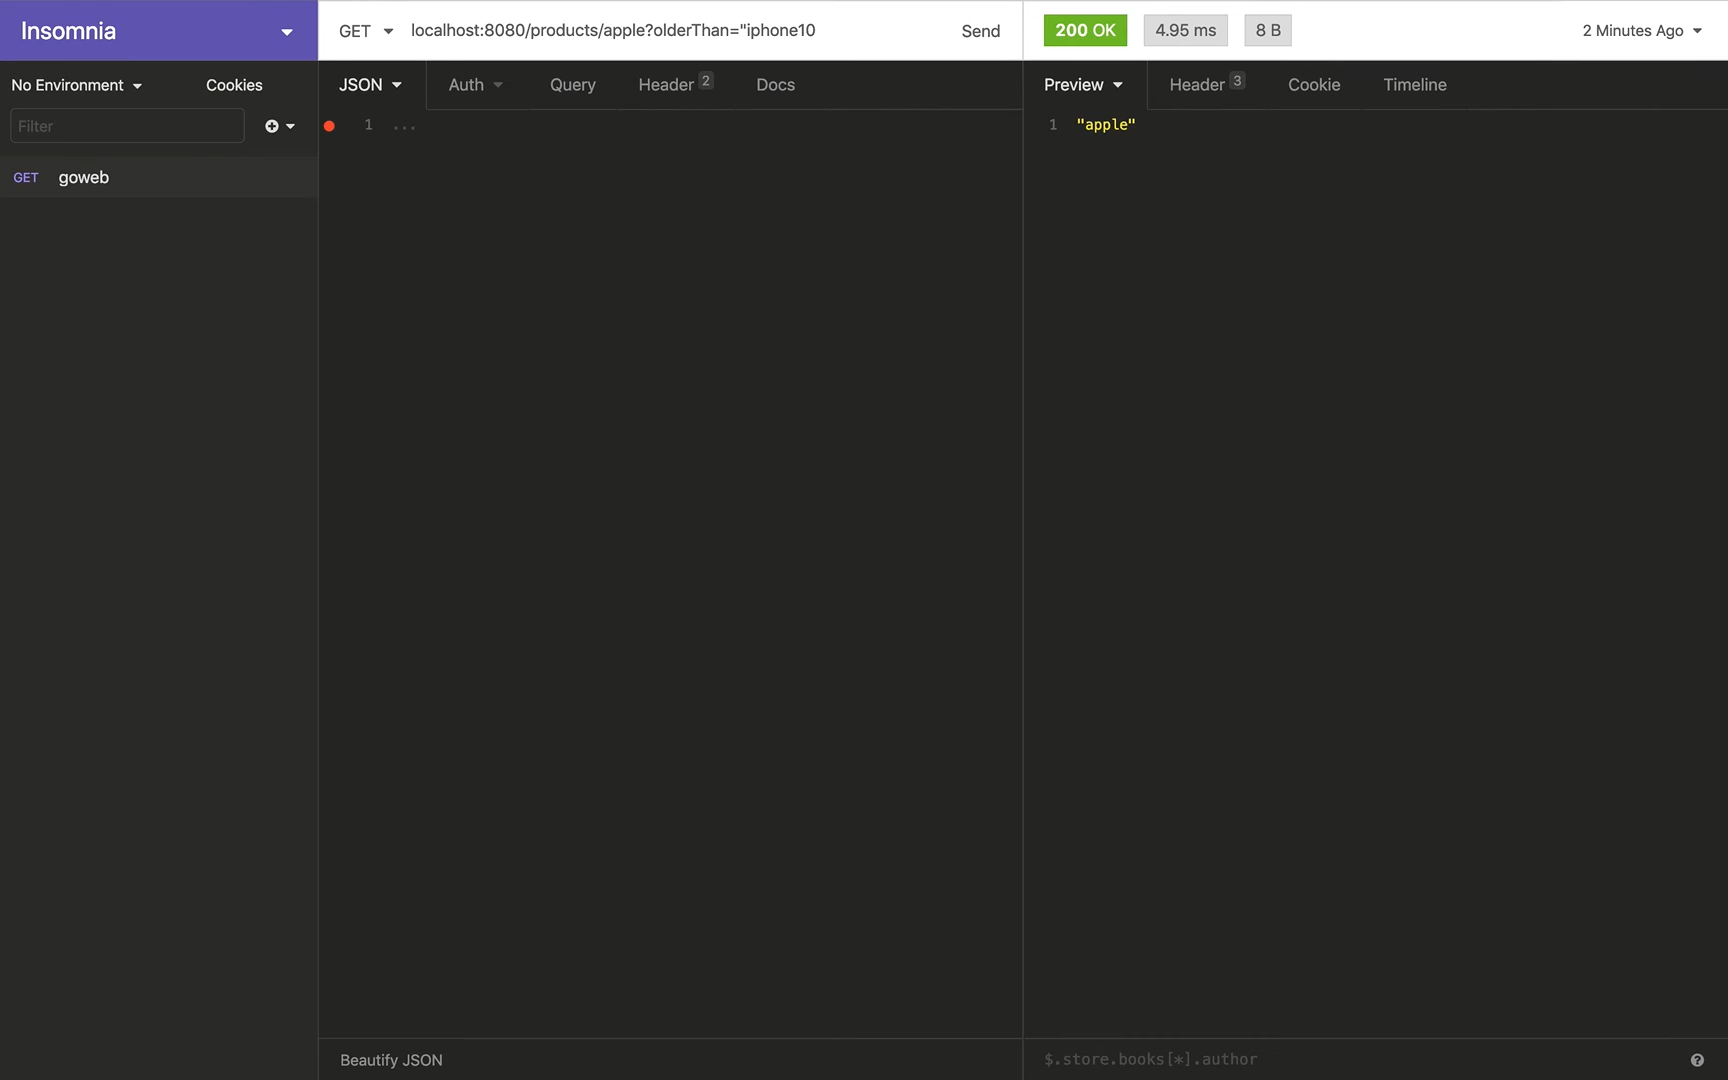 Insomnia
GET localhost:8080/products/apple?olderThan="iphone10 Send
200 OK 4.95 ms 8 B 2 Minutes Ago
No Environment Cookies
JSON Auth Query Header 2 Docs
Preview Header 3 Cookie Timeline
Filter
1 ...
1 "apple"
GET goweb
Beautify JSON
$.store.books[*].author